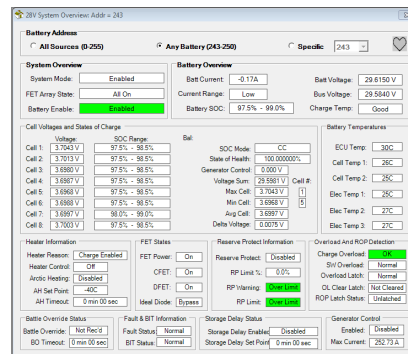 28V System Overview: Addr = 243
Battery Address
All Sources (0-255)
Any Battery (243-250)
Specific
243
System Overview
System Mode: Enabled
FET Array State: All On
Battery Enable: Enabled
Battery Overview
Batt Current: -0.17A
Batt Voltage: 29.6150 V
Current Range: Low
Bus Voltage: 29.5840 V
Battery SOC: 97.5% - 99.0%
Charge Temp: Good
Cell Voltages and States of Charge
Voltage: SOC Range: Bal:
Cell 1: 3.7043 V 97.5% - 98.5%
Cell 2: 3.7013 V 97.5% - 98.5%
Cell 3: 3.6980 V 97.5% - 98.5%
Cell 4: 3.6967 V 97.5% - 98.5%
Cell 5: 3.6968 V 97.5% - 98.5%
Cell 6: 3.6968 V 97.5% - 98.5%
Cell 7: 3.6997 V 98.0% - 99.0%
Cell 8: 3.7003 V 97.5% - 98.5%
SOC Mode: CC
State of Health: 100.000000%
Generator Control: 0.000 V
Voltage Sum: 29.5981 V Cell #:
Max Cell: 3.7043 V 1
Min Cell: 3.6968 V 5
Avg Cell: 3.6997 V
Delta Voltage: 0.0075 V
Battery Temperatures
ECU Temp: 30C
Cell Temp 1: 26C
Cell Temp 2: 25C
Elec Temp 1: 25C
Elec Temp 2: 27C
Elec Temp 3: 27C
Heater Information
Heater Reason: Charge Enabled
Heater Control: Off
Arctic Heating: Disabled
AH Set Point: -40C
AH Timeout: 0 min 00 sec
FET States
FET Power: On
CFET: On
DFET: On
Ideal Diode: Bypass
Reserve Protect Information
Reserve Protect: Disabled
RP Limit %: 0.0%
RP Warning: Over Limit
RP Limit: Over Limit
Overload And ROP Detection
Charge Overload: OK
SW Overload: Normal
Overload Latch: Normal
OL Clear Latch: Not Cleared
ROP Latch Status: Unlatched
Battery Override Status
Battery Override: Not Rec'd
BO Timeout: 0 min 00 sec
Fault & BIT Information
Fault Status: Normal
BIT Status: Normal
Storage Delay Status
Storage Delay Enable: Disabled
Storage Delay Set Point: 0 min 00 sec
Generator Control
Enabled: Disabled
Max Current: 252.73 A